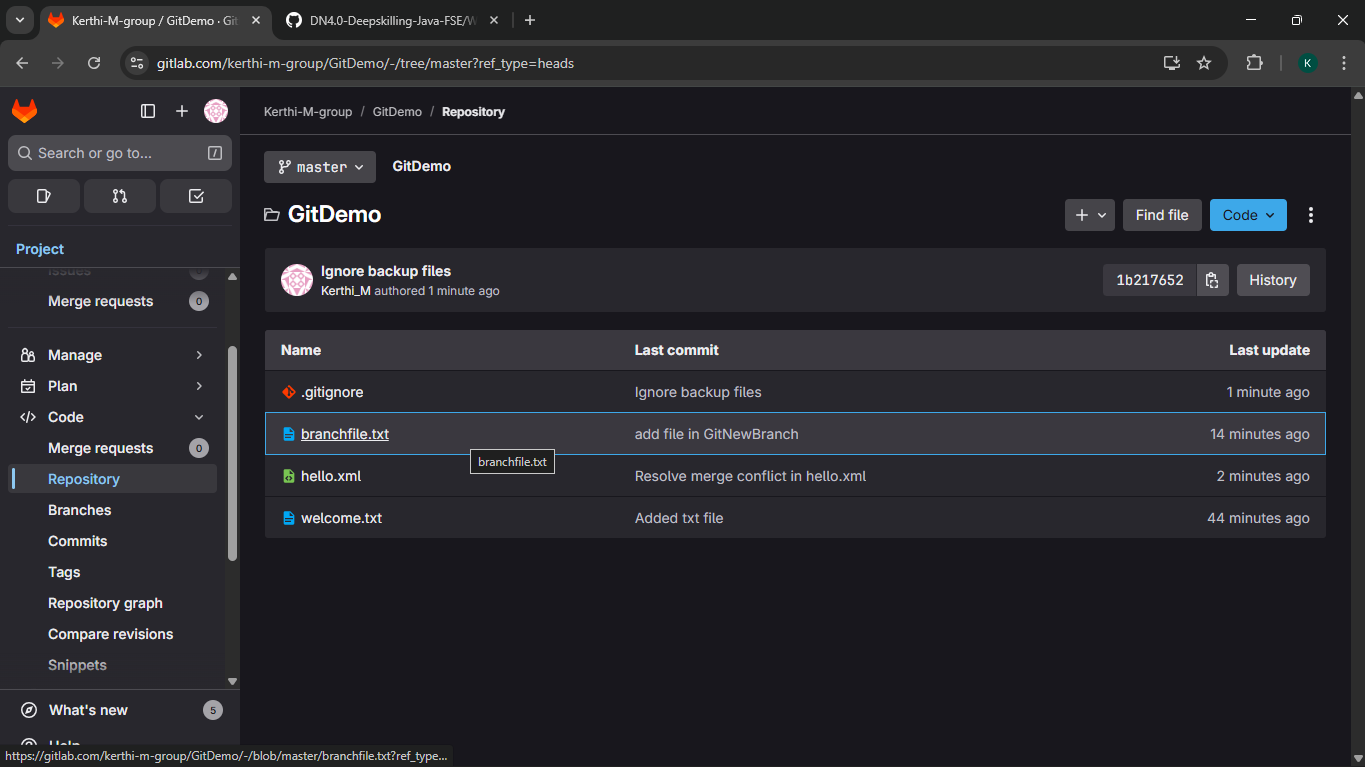 Kerthi-M-group / GitDemo · Git
DN4.0-Deepskilling-Java-FSE/W
gitlab.com/kerthi-m-group/GitDemo/-/tree/master?ref_type=heads
K
Search or go to...
/
Project
Issues
0
Merge requests
0
Manage
Plan
Code
Merge requests
0
Repository
Branches
Commits
Tags
Repository graph
Compare revisions
Snippets
What's new
5
Help
Kerthi-M-group / GitDemo / Repository
master
GitDemo
GitDemo
Find file
Code
Ignore backup files
Kerthi_M authored 1 minute ago
1b217652
History
Name Last commit Last update
.gitignore Ignore backup files 1 minute ago
branchfile.txt add file in GitNewBranch 14 minutes ago
branchfile.txt
hello.xml Resolve merge conflict in hello.xml 2 minutes ago
welcome.txt Added txt file 44 minutes ago
https://gitlab.com/kerthi-m-group/GitDemo/-/blob/master/branchfile.txt?ref_type...